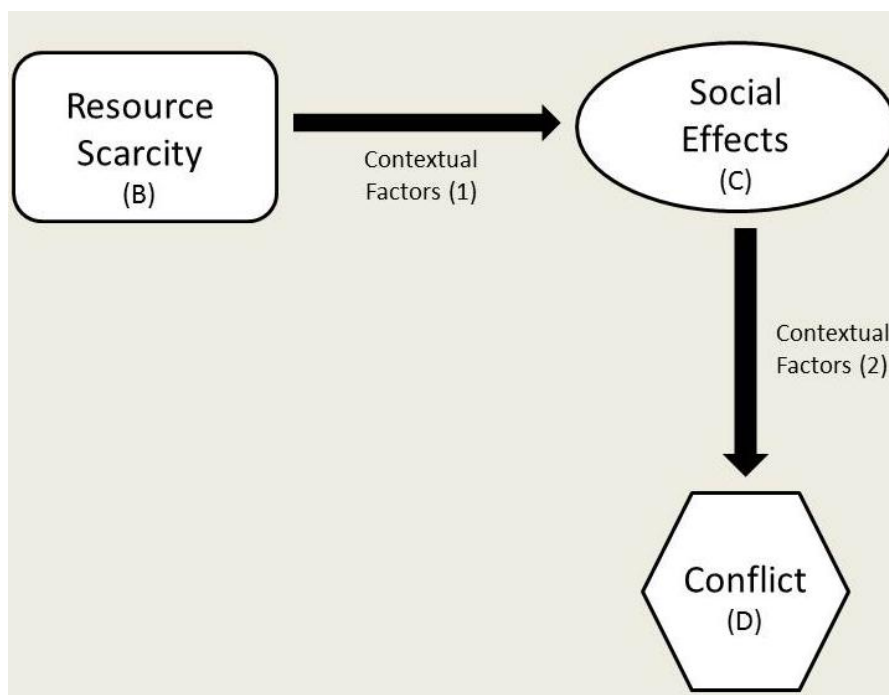 Resource
Scarcity
(B)
Contextual
Factors (1)
Social
Effects
(C)
Contextual
Factors (2)
Conflict
(D)